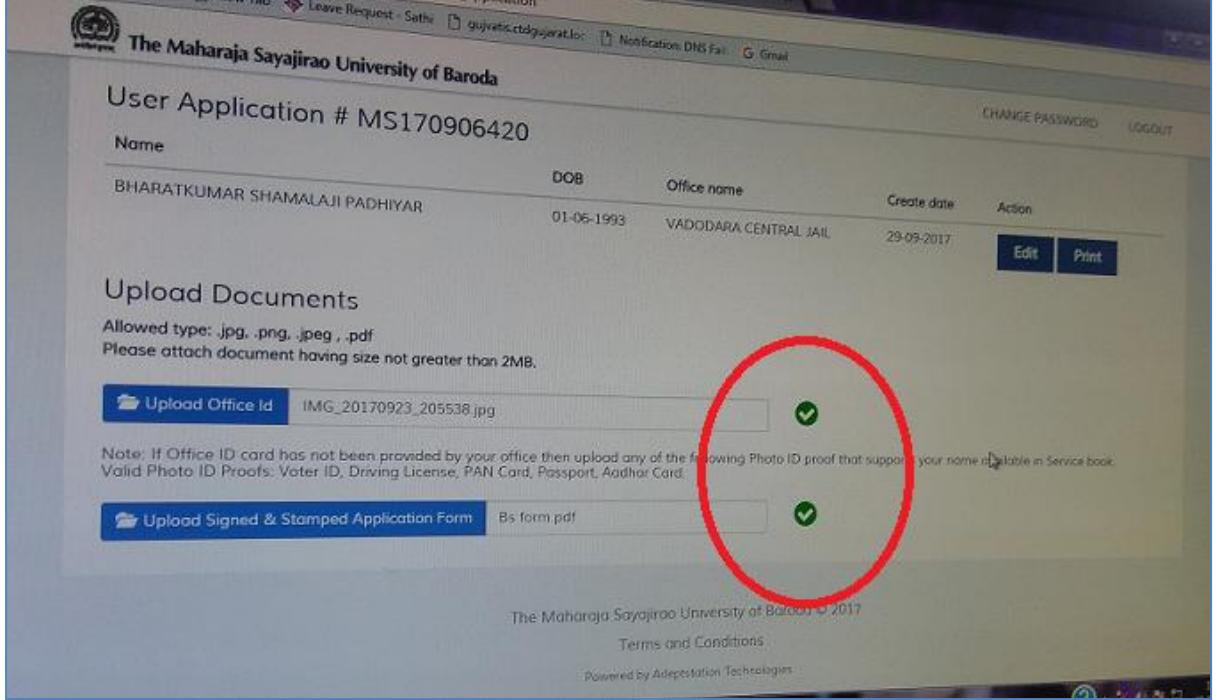 Leave Request - Sathe
gujvatis.ctdgujarat.loc
Notification: DNS Fai
G Gmail
The Maharaja Sayajirao University of Baroda
CHANGE PASSWORD
LOGOUT
User Application # MS170906420
Name
DOB
Office name
Create date
Action
BHARATKUMAR SHAMALAJI PADHIYAR
01-06-1993
VADODARA CENTRAL JAIL
29-09-2017
Edit
Print
Upload Documents
Allowed type: .jpg, .png, .jpeg , .pdf
Please attach document having size not greater than 2MB.
Upload Office Id
IMG_20170923_205538.jpg
Note: If Office ID card has not been provided by your office then upload any of the following Photo ID proof that supports your name available in Service book.
Valid Photo ID Proofs: Voter ID, Driving License, PAN Card, Passport, Aadhar Card.
Upload Signed & Stamped Application Form
Bs form.pdf
The Maharaja Sayajirao University of Baroda © 2017
Terms and Conditions
Powered by Adeptstation Technologies